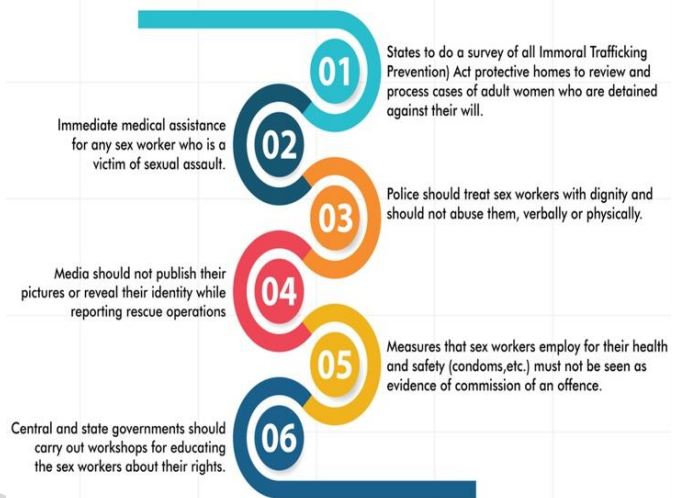 01
States to do a survey of all Immoral Trafficking
Prevention) Act protective homes to review and
process cases of adult women who are detained
against their will.
02
Immediate medical assistance
for any sex worker who is a
victim of sexual assault.
03
Police should treat sex workers with dignity and
should not abuse them, verbally or physically.
04
Media should not publish their
pictures or reveal their identity while
reporting rescue operations
05
Measures that sex workers employ for their health
and safety (condoms,etc.) must not be seen as
evidence of commission of an offence.
06
Central and state governments should
carry out workshops for educating
the sex workers about their rights.